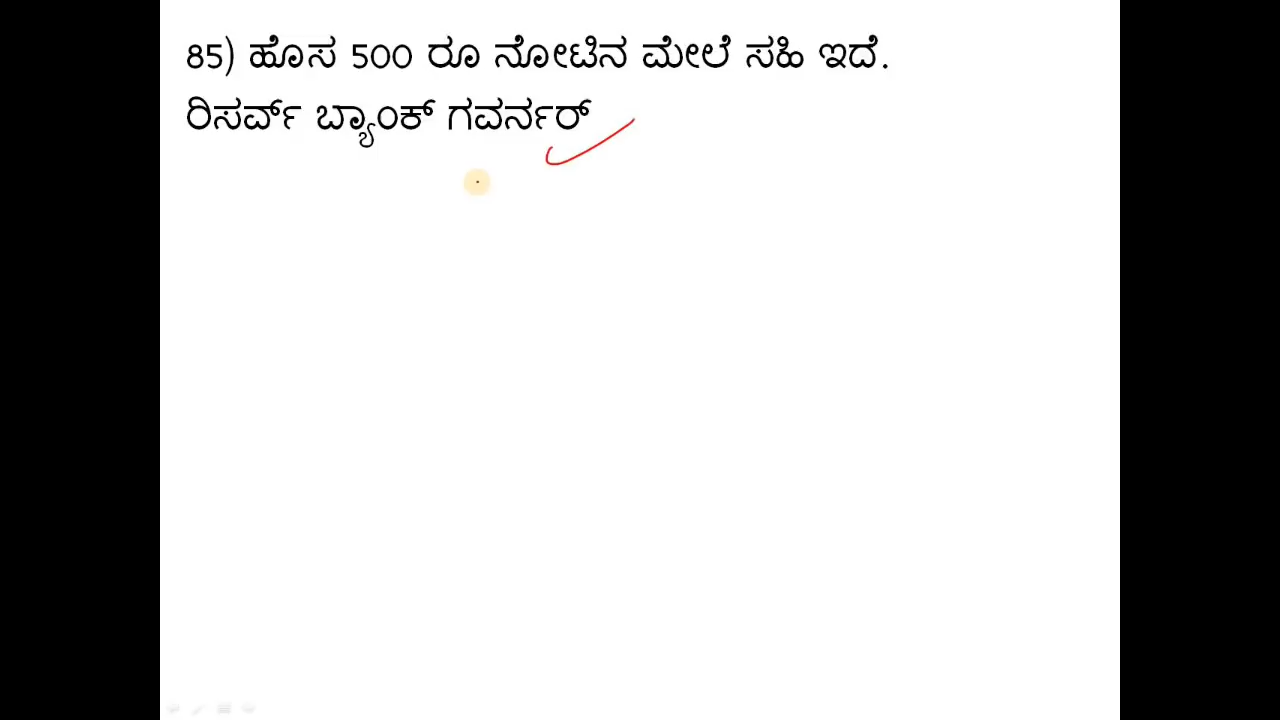 85) ಹೊಸ 500 ರೂ ನೋಟಿನ ಮೇಲೆ ಸಹಿ ಇದೆ.
ರಿಸರ್ವ್ ಬ್ಯಾಂಕ್ ಗವರ್ನರ್